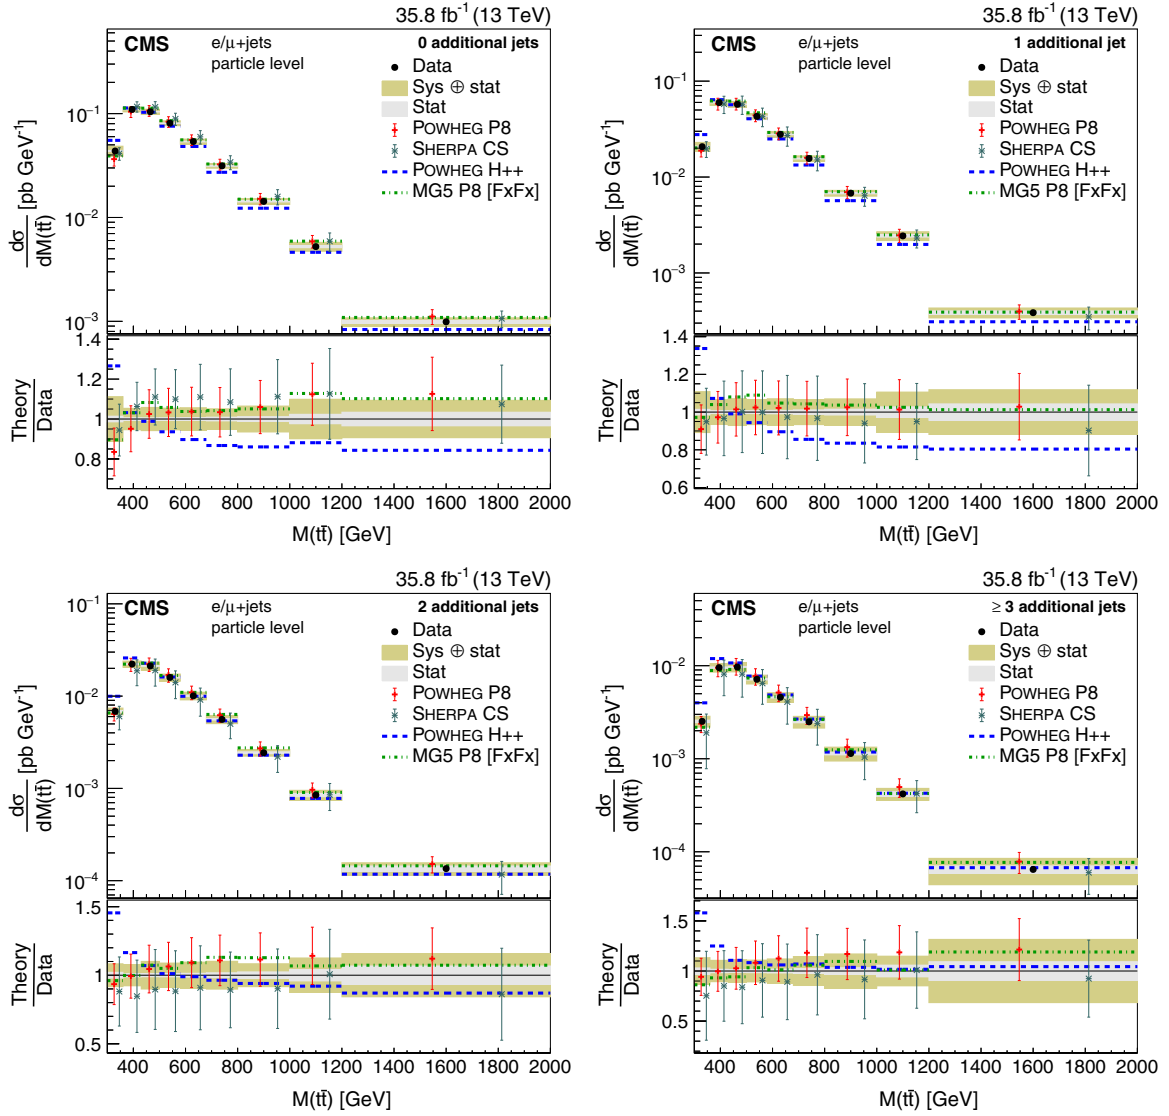 35.8 fb⁻¹ (13 TeV)
CMS
e/μ+jets
particle level
0 additional jets
Data
Sys ⊕ stat
Stat
POWHEG P8
SHERPA CS
POWHEG H++
MG5 P8 [FxFx]
dσ/dM(tt̄) [pb GeV⁻¹]
10⁻¹
10⁻²
10⁻³
Theory/Data
1.4
1.2
1
0.8
400 600 800 1000 1200 1400 1600 1800 2000
M(tt̄) [GeV]
35.8 fb⁻¹ (13 TeV)
CMS
e/μ+jets
particle level
1 additional jet
Data
Sys ⊕ stat
Stat
POWHEG P8
SHERPA CS
POWHEG H++
MG5 P8 [FxFx]
dσ/dM(tt̄) [pb GeV⁻¹]
10⁻¹
10⁻²
10⁻³
Theory/Data
1.4
1.2
1
0.8
0.6
400 600 800 1000 1200 1400 1600 1800 2000
M(tt̄) [GeV]
35.8 fb⁻¹ (13 TeV)
CMS
e/μ+jets
particle level
2 additional jets
Data
Sys ⊕ stat
Stat
POWHEG P8
SHERPA CS
POWHEG H++
MG5 P8 [FxFx]
dσ/dM(tt̄) [pb GeV⁻¹]
10⁻¹
10⁻²
10⁻³
10⁻⁴
Theory/Data
1.5
1
0.5
400 600 800 1000 1200 1400 1600 1800 2000
M(tt̄) [GeV]
35.8 fb⁻¹ (13 TeV)
CMS
e/μ+jets
particle level
≥ 3 additional jets
Data
Sys ⊕ stat
Stat
POWHEG P8
SHERPA CS
POWHEG H++
MG5 P8 [FxFx]
dσ/dM(tt̄) [pb GeV⁻¹]
10⁻²
10⁻³
10⁻⁴
Theory/Data
1.5
1
0.5
400 600 800 1000 1200 1400 1600 1800 2000
M(tt̄) [GeV]